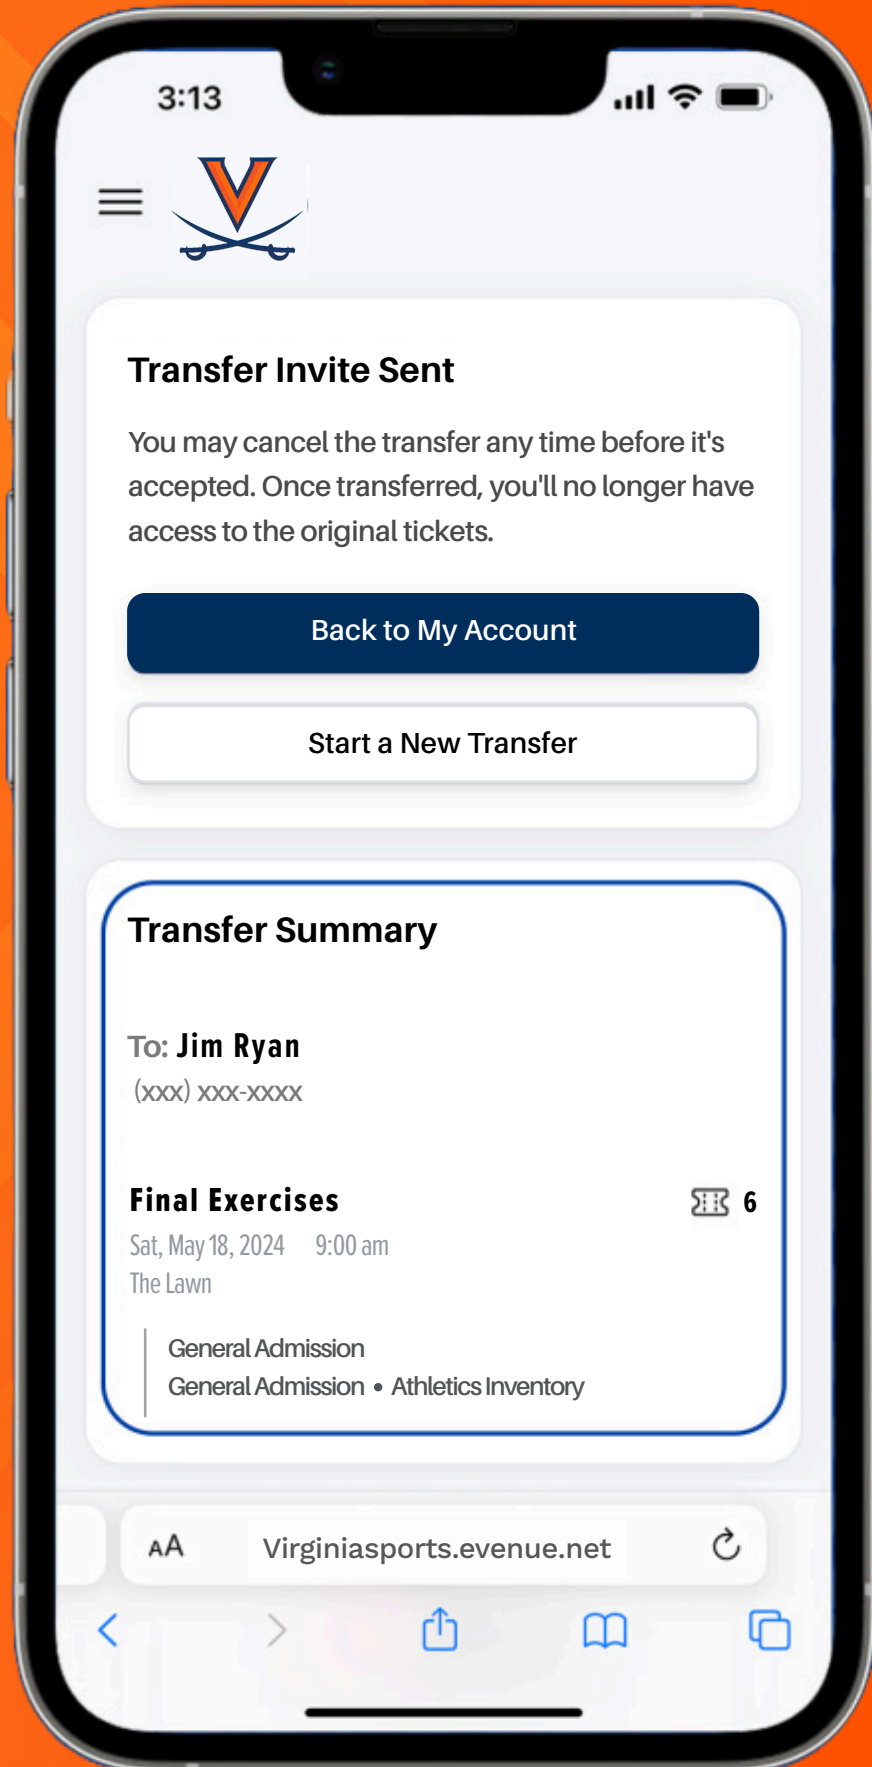 3:13
Transfer Invite Sent
You may cancel the transfer any time before it's
accepted. Once transferred, you'll no longer have
access to the original tickets.
Back to My Account
Start a New Transfer
Transfer Summary
To: Jim Ryan
(xxx) xxx-xxxx
Final Exercises 6
Sat, May 18, 2024 9:00 am
The Lawn
General Admission
General Admission • Athletics Inventory
AA Virginiasports.evenue.net